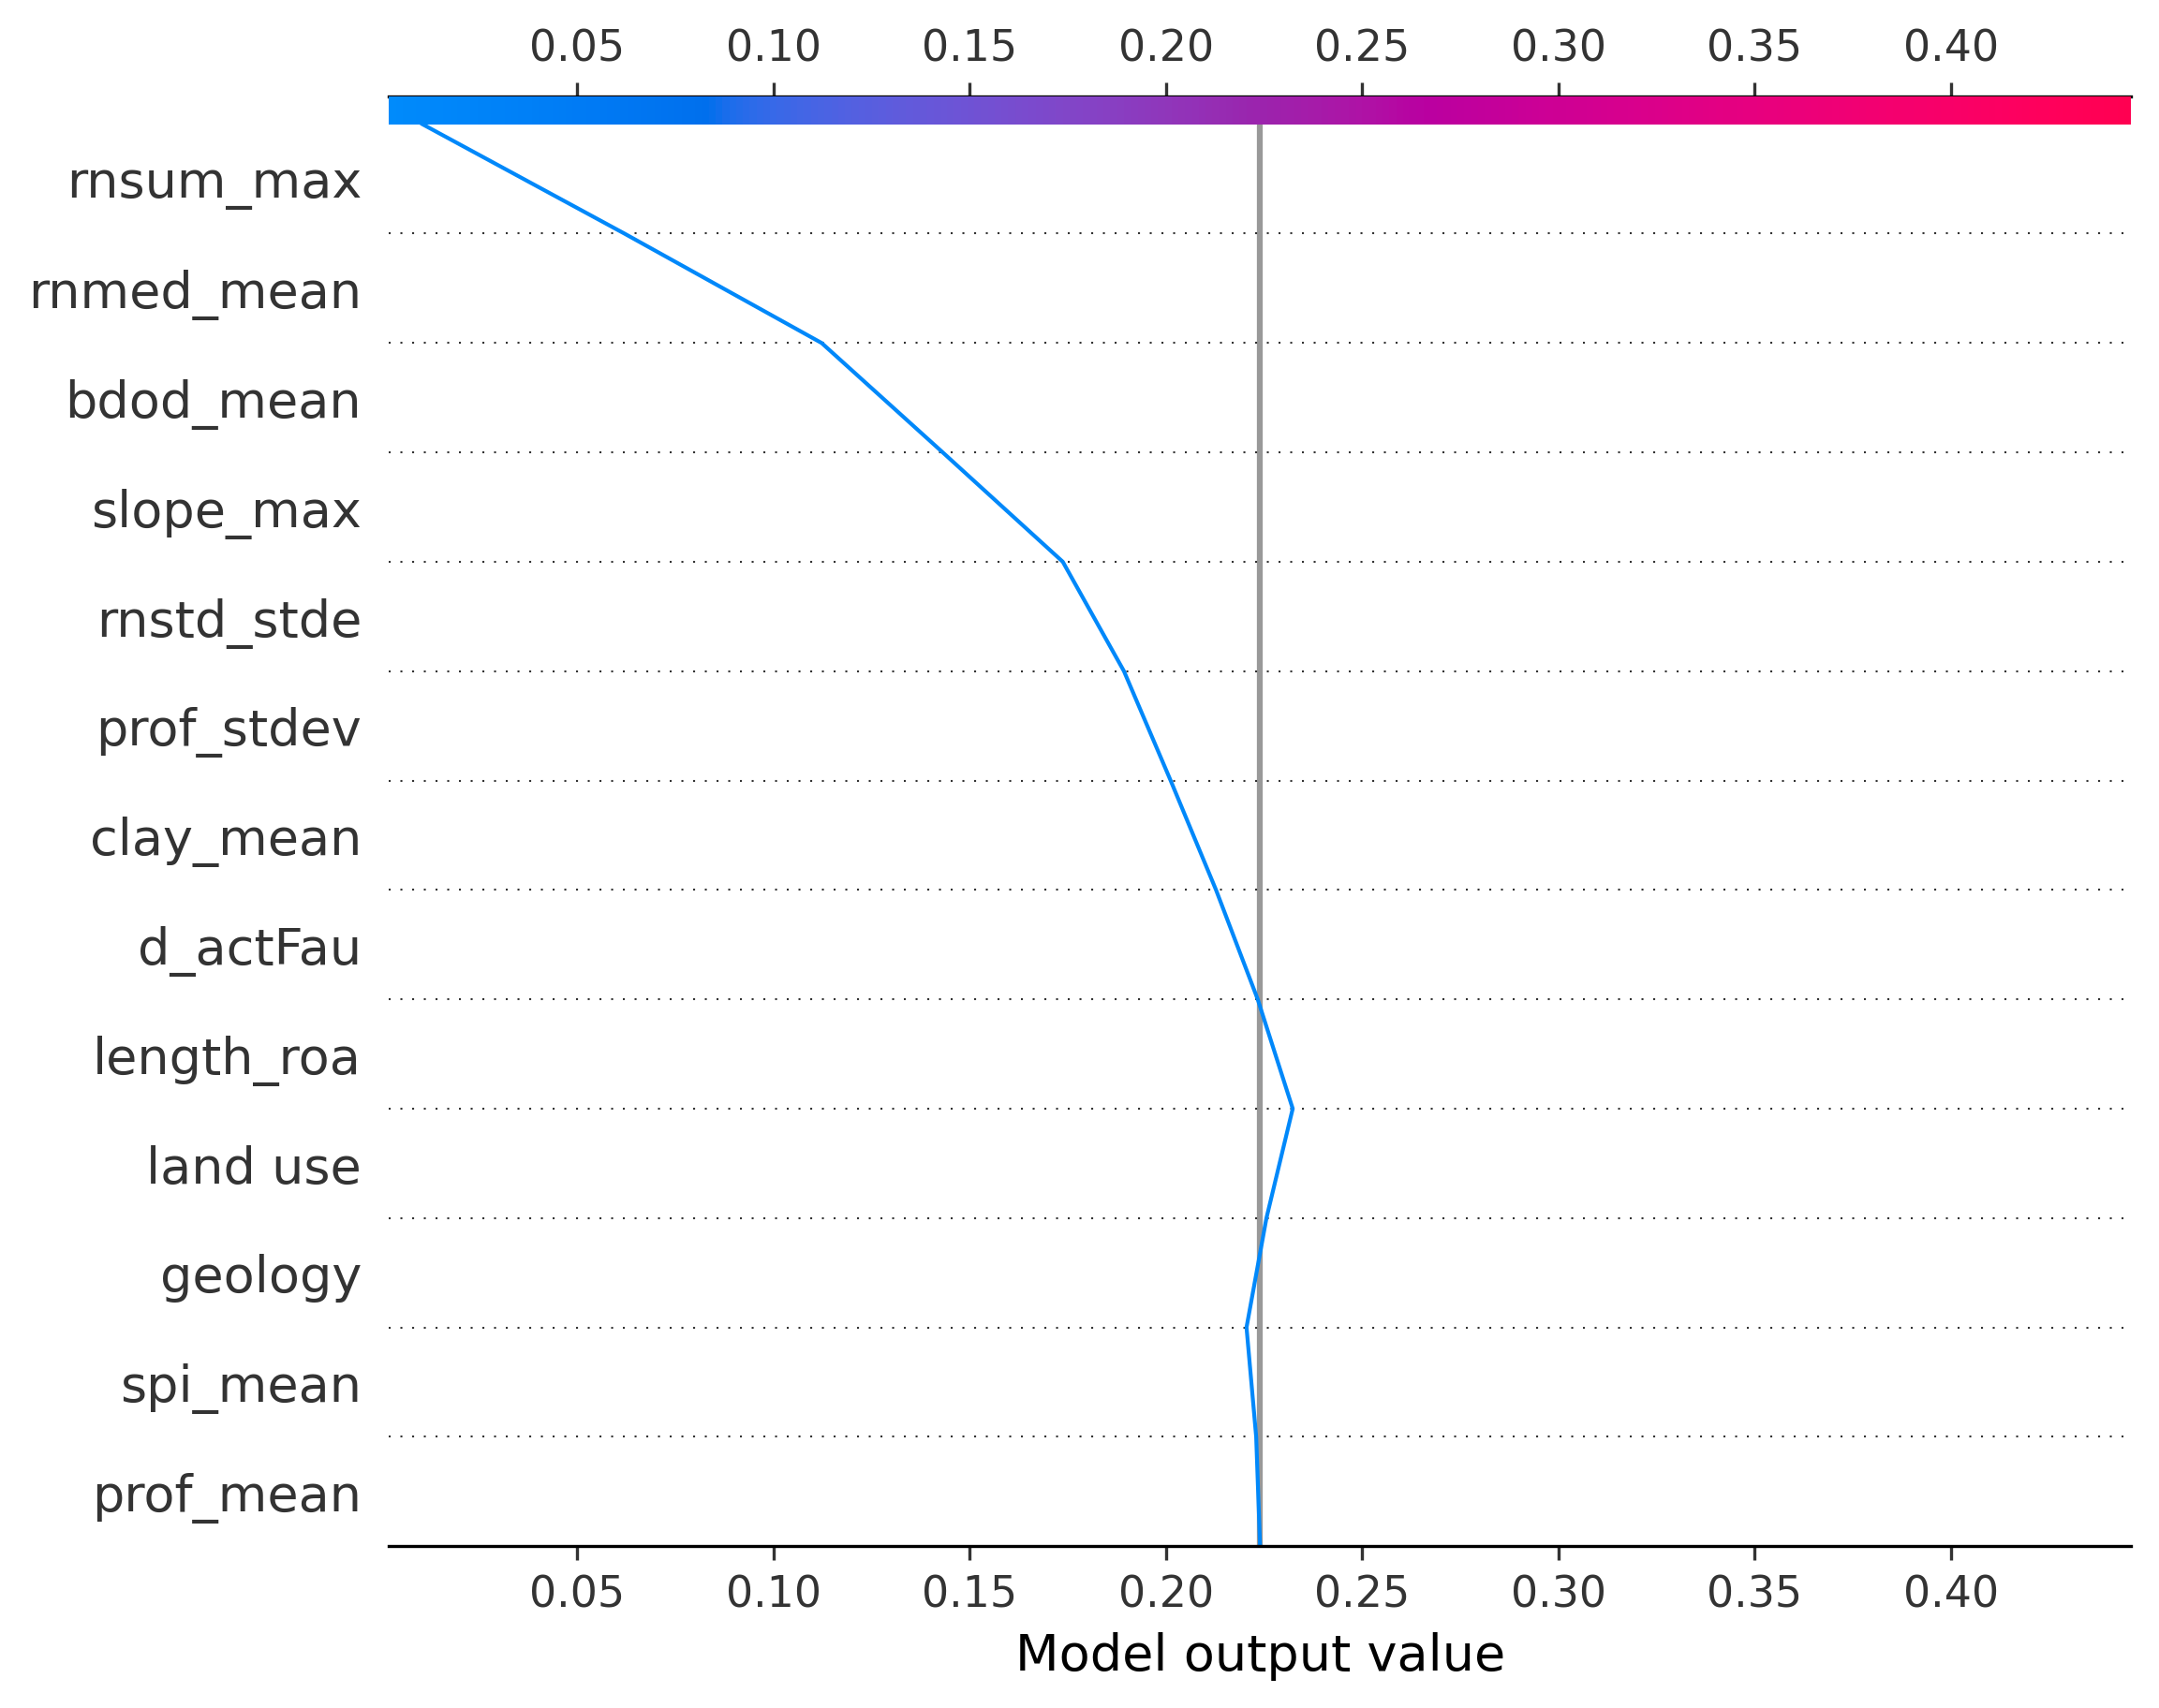 0.05 0.10 0.15 0.20 0.25 0.30 0.35 0.40
rnsum_max
rnmed_mean
bdod_mean
slope_max
rnstd_stde
prof_stdev
clay_mean
d_actFau
length_roa
land use
geology
spi_mean
prof_mean
0.05 0.10 0.15 0.20 0.25 0.30 0.35 0.40
Model output value